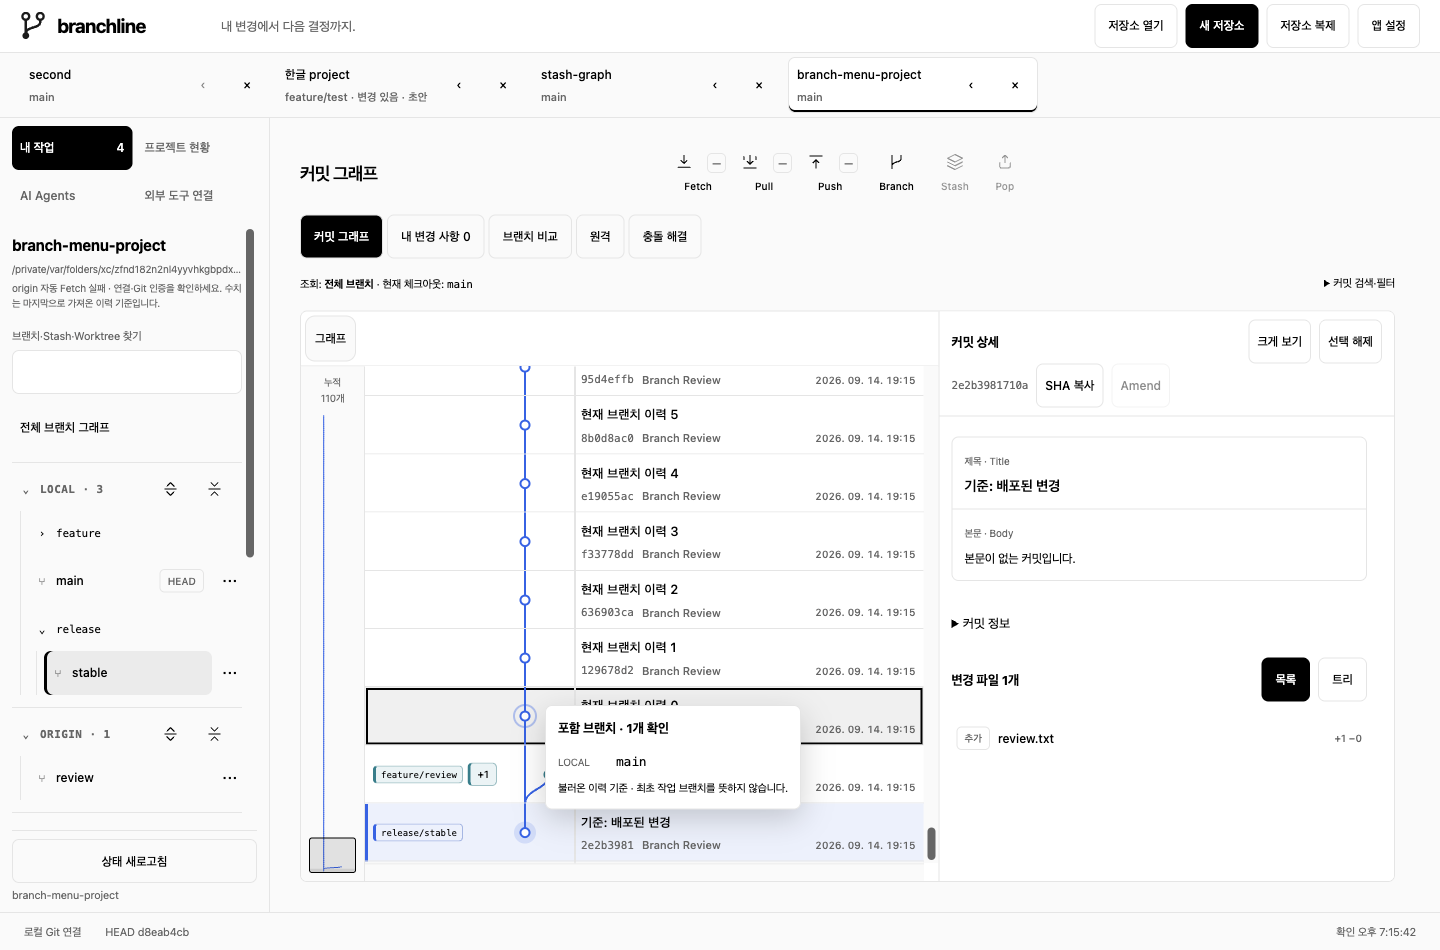 branchline
내 변경에서 다음 결정까지.
저장소 열기
새 저장소
저장소 복제
앱 설정
second
main
한글 project
feature/test · 변경 있음 · 초안
stash-graph
main
branch-menu-project
main
내 작업 4
프로젝트 현황
AI Agents
외부 도구 연결
branch-menu-project
/private/var/folders/xc/zfnd182n2nl4yyvhkgbpdx...
origin 자동 Fetch 실패 · 연결·Git 인증을 확인하세요. 수치
는 마지막으로 가져온 이력 기준입니다.
브랜치·Stash·Worktree 찾기
전체 브랜치 그래프
LOCAL · 3
feature
main HEAD
release
stable
ORIGIN · 1
review
상태 새로고침
branch-menu-project
커밋 그래프
Fetch
Pull
Push
Branch
Stash
Pop
커밋 그래프
내 변경 사항 0
브랜치 비교
원격
충돌 해결
조회: 전체 브랜치 · 현재 체크아웃: main
▶ 커밋 검색·필터
그래프
누적
110개
95d4effb Branch Review 2026. 09. 14. 19:15
현재 브랜치 이력 5
8b0d8ac0 Branch Review 2026. 09. 14. 19:15
현재 브랜치 이력 4
e19055ac Branch Review 2026. 09. 14. 19:15
현재 브랜치 이력 3
f33778dd Branch Review 2026. 09. 14. 19:15
현재 브랜치 이력 2
636903ca Branch Review 2026. 09. 14. 19:15
현재 브랜치 이력 1
129678d2 Branch Review 2026. 09. 14. 19:15
2026. 09. 14. 19:15
포함 브랜치 · 1개 확인
LOCAL main
불러온 이력 기준 · 최초 작업 브랜치를 뜻하지 않습니다.
feature/review +1
2026. 09. 14. 19:15
release/stable
기준: 배포된 변경
2e2b3981 Branch Review 2026. 09. 14. 19:15
커밋 상세
크게 보기
선택 해제
2e2b3981710a
SHA 복사
Amend
제목 · Title
기준: 배포된 변경
본문 · Body
본문이 없는 커밋입니다.
▶ 커밋 정보
변경 파일 1개
목록
트리
추가 review.txt +1 −0
로컬 Git 연결
HEAD d8eab4cb
확인 오후 7:15:42